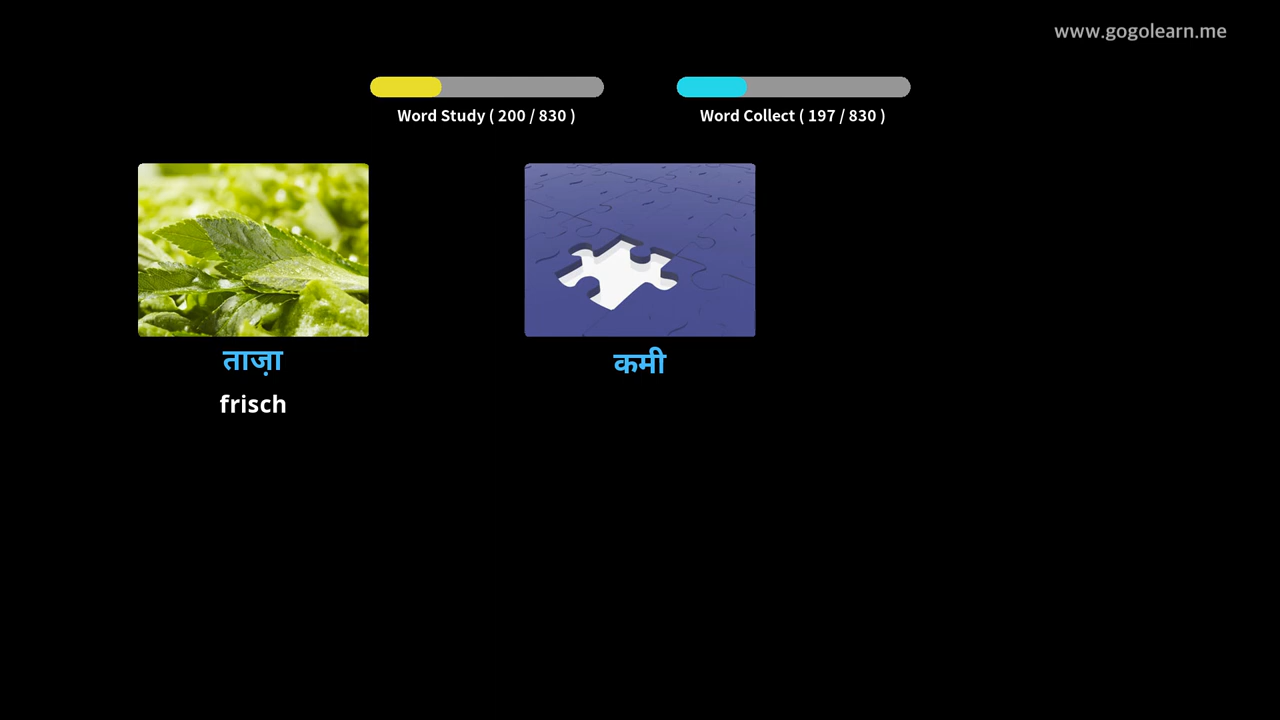 www.gogolearn.me
Word Study ( 200 / 830 )
Word Collect ( 197 / 830 )
ताज़ा
कमी
frisch